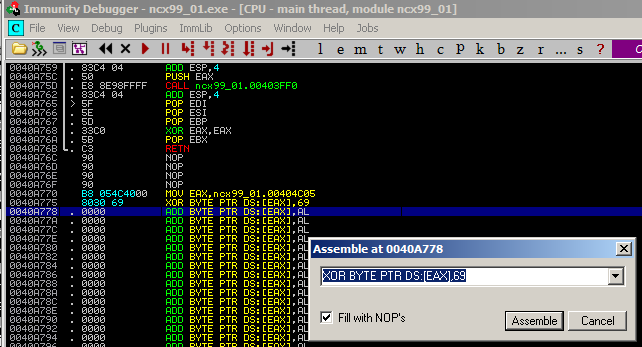 Immunity Debugger - ncx99_01.exe - [CPU - main thread, module ncx99_01]
C File View Debug Plugins ImmLib Options Window Help Jobs
l e m t w h c p k b z r ... s ?
0040A759 . 83C4 04 ADD ESP,4
0040A75C . 50 PUSH EAX
0040A75D . E8 8E98FFFF CALL ncx99_01.00403FF0
0040A762 . 83C4 04 ADD ESP,4
0040A765 > 5F POP EDI
0040A766 . 5E POP ESI
0040A767 . 5D POP EBP
0040A768 . 33C0 XOR EAX,EAX
0040A76A . 5B POP EBX
0040A76B . C3 RETN
0040A76C 90 NOP
0040A76D 90 NOP
0040A76E 90 NOP
0040A76F 90 NOP
0040A770 B8 054C4000 MOV EAX,ncx99_01.00404C05
0040A775 8030 69 XOR BYTE PTR DS:[EAX],69
0040A778 . 0000 ADD BYTE PTR DS:[EAX],AL
0040A77A . 0000 ADD BYTE PTR DS:[EAX],AL
0040A77C . 0000 ADD BYTE PTR DS:[EAX],AL
0040A77E . 0000 ADD BYTE PTR DS:[EAX],AL
0040A780 . 0000 ADD BYTE PTR DS:[EAX],AL
0040A782 . 0000 ADD BYTE PTR DS:[EAX],AL
0040A784 . 0000 ADD BYTE PTR DS:[EAX],AL
0040A786 . 0000 ADD BYTE PTR DS:[EAX],AL
0040A788 . 0000 ADD BYTE PTR DS:[EAX],AL
0040A78A . 0000 ADD BYTE PTR DS:[EAX],AL
0040A78C . 0000 ADD BYTE PTR DS:[EAX],AL
0040A78E . 0000 ADD BYTE PTR DS:[EAX],AL
0040A790 . 0000 ADD BYTE PTR DS:[EAX],AL
0040A792 . 0000 ADD BYTE PTR DS:[EAX],AL
0040A794 . 0000 ADD BYTE PTR DS:[EAX],AL
Assemble at 0040A778
XOR BYTE PTR DS:[EAX],69
Fill with NOP's
Assemble
Cancel